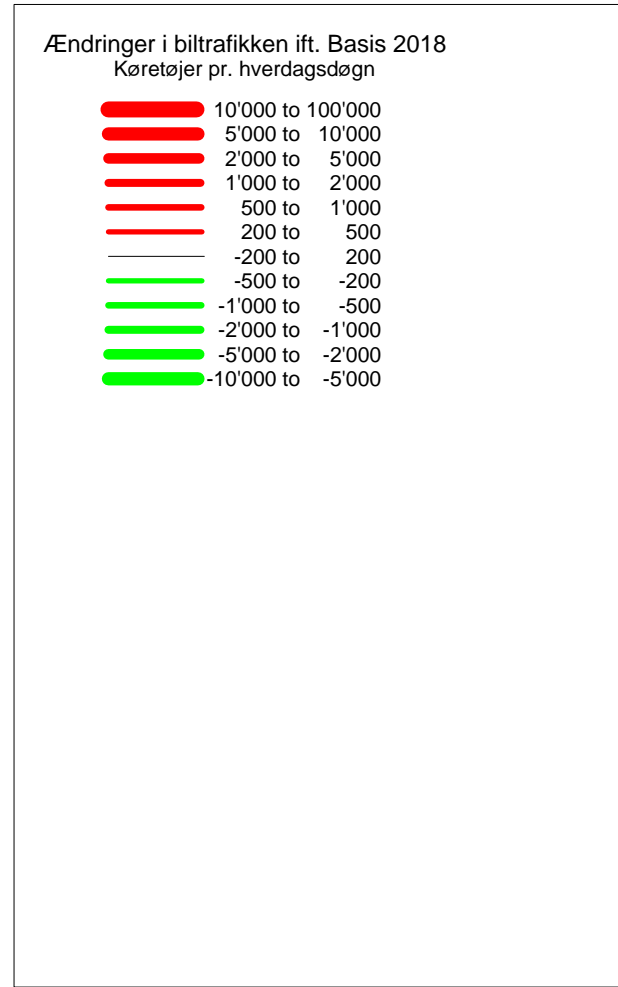 Ændringer i biltrafikken ift. Basis 2018
Køretøjer pr. hverdagsdøgn
10'000 to 100'000
5'000 to 10'000
2'000 to 5'000
1'000 to 2'000
500 to 1'000
200 to 500
-200 to 200
-500 to -200
-1'000 to -500
-2'000 to -1'000
-5'000 to -2'000
-10'000 to -5'000